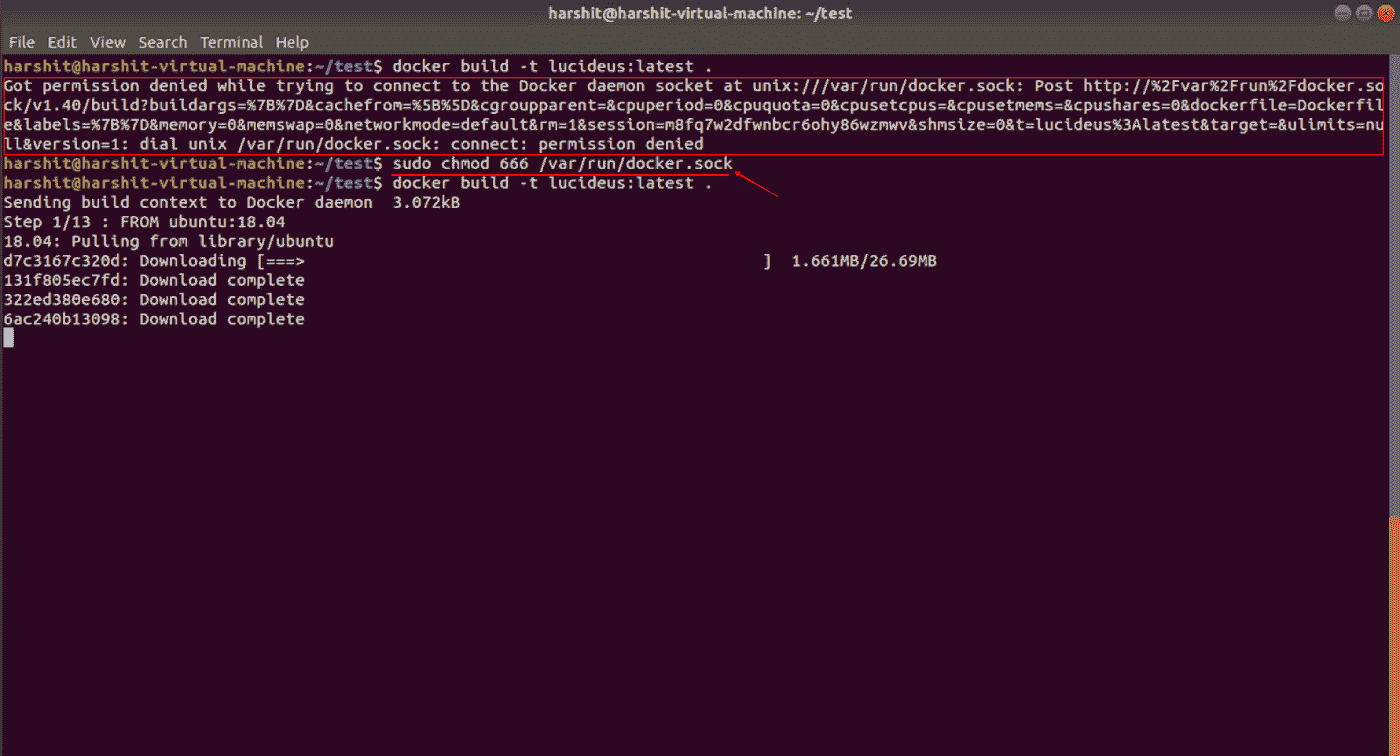 harshit@harshit-virtual-machine: ~/test
File Edit View Search Terminal Help
harshit@harshit-virtual-machine:~/test$ docker build -t lucideus:latest .
Got permission denied while trying to connect to the Docker daemon socket at unix:///var/run/docker.sock: Post http://%2Fvar%2Frun%2Fdocker.so
ck/v1.40/build?buildargs=%7B%7D&cachefrom=%5B%5D&cgroupparent=&cpuperiod=0&cpuquota=0&cpusetcpus=&cpusetmems=&cpushares=0&dockerfile=Dockerfil
e&labels=%7B%7D&memory=0&memswap=0&networkmode=default&rm=1&session=m8fq7w2dfwnbcr6ohy86wzmwv&shmsize=0&t=lucideus%3Alatest&target=&ulimits=nu
ll&version=1: dial unix /var/run/docker.sock: connect: permission denied
harshit@harshit-virtual-machine:~/test$ sudo chmod 666 /var/run/docker.sock
harshit@harshit-virtual-machine:~/test$ docker build -t lucideus:latest .
Sending build context to Docker daemon  3.072kB
Step 1/13 : FROM ubuntu:18.04
18.04: Pulling from library/ubuntu
d7c3167c320d: Downloading [===>                                               ]  1.661MB/26.69MB
131f805ec7fd: Download complete
322ed380e680: Download complete
6ac240b13098: Download complete